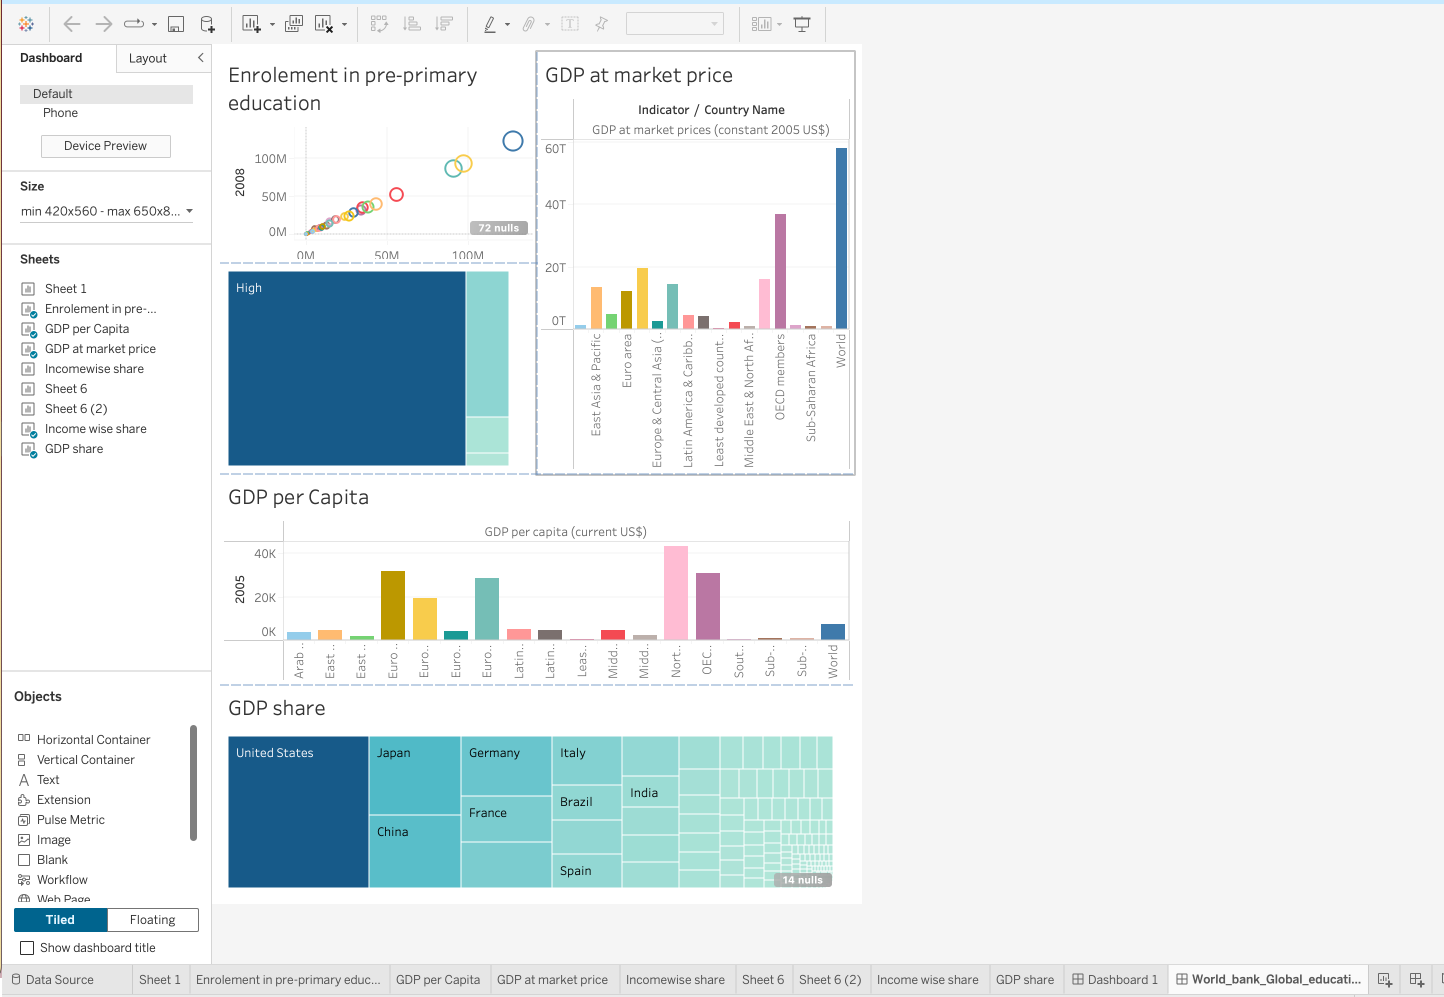 Dashboard
Layout
Default
Phone
Device Preview
Size
min 420x560 - max 650x8...
Sheets
Sheet 1
Enrolement in pre-...
GDP per Capita
GDP at market price
Incomewise share
Sheet 6
Sheet 6 (2)
Income wise share
GDP share
Objects
Horizontal Container
Vertical Container
Text
Extension
Pulse Metric
Image
Blank
Workflow
Web Page
Tiled
Floating
Show dashboard title
Enrolement in pre-primary
education
2008
100M
50M
0M
72 nulls
0M
50M
100M
High
GDP at market price
Indicator / Country Name
GDP at market prices (constant 2005 US$)
60T
40T
20T
0T
East Asia & Pacific
Euro area
Europe & Central Asia (..
Latin America & Caribb..
Least developed count..
Middle East & North Af..
OECD members
Sub-Saharan Africa
World
GDP per Capita
GDP per capita (current US$)
2005
40K
20K
0K
Arab ..
East ..
East ..
Euro ..
Euro..
Euro..
Euro..
Latin..
Latin..
Leas..
Midd..
Midd..
Nort..
OEC..
Sout..
Sub-..
Sub-..
World
GDP share
United States
Japan
China
Germany
France
Italy
Brazil
Spain
India
14 nulls
Data Source
Sheet 1
Enrolement in pre-primary educ...
GDP per Capita
GDP at market price
Incomewise share
Sheet 6
Sheet 6 (2)
Income wise share
GDP share
Dashboard 1
World_bank_Global_educati...